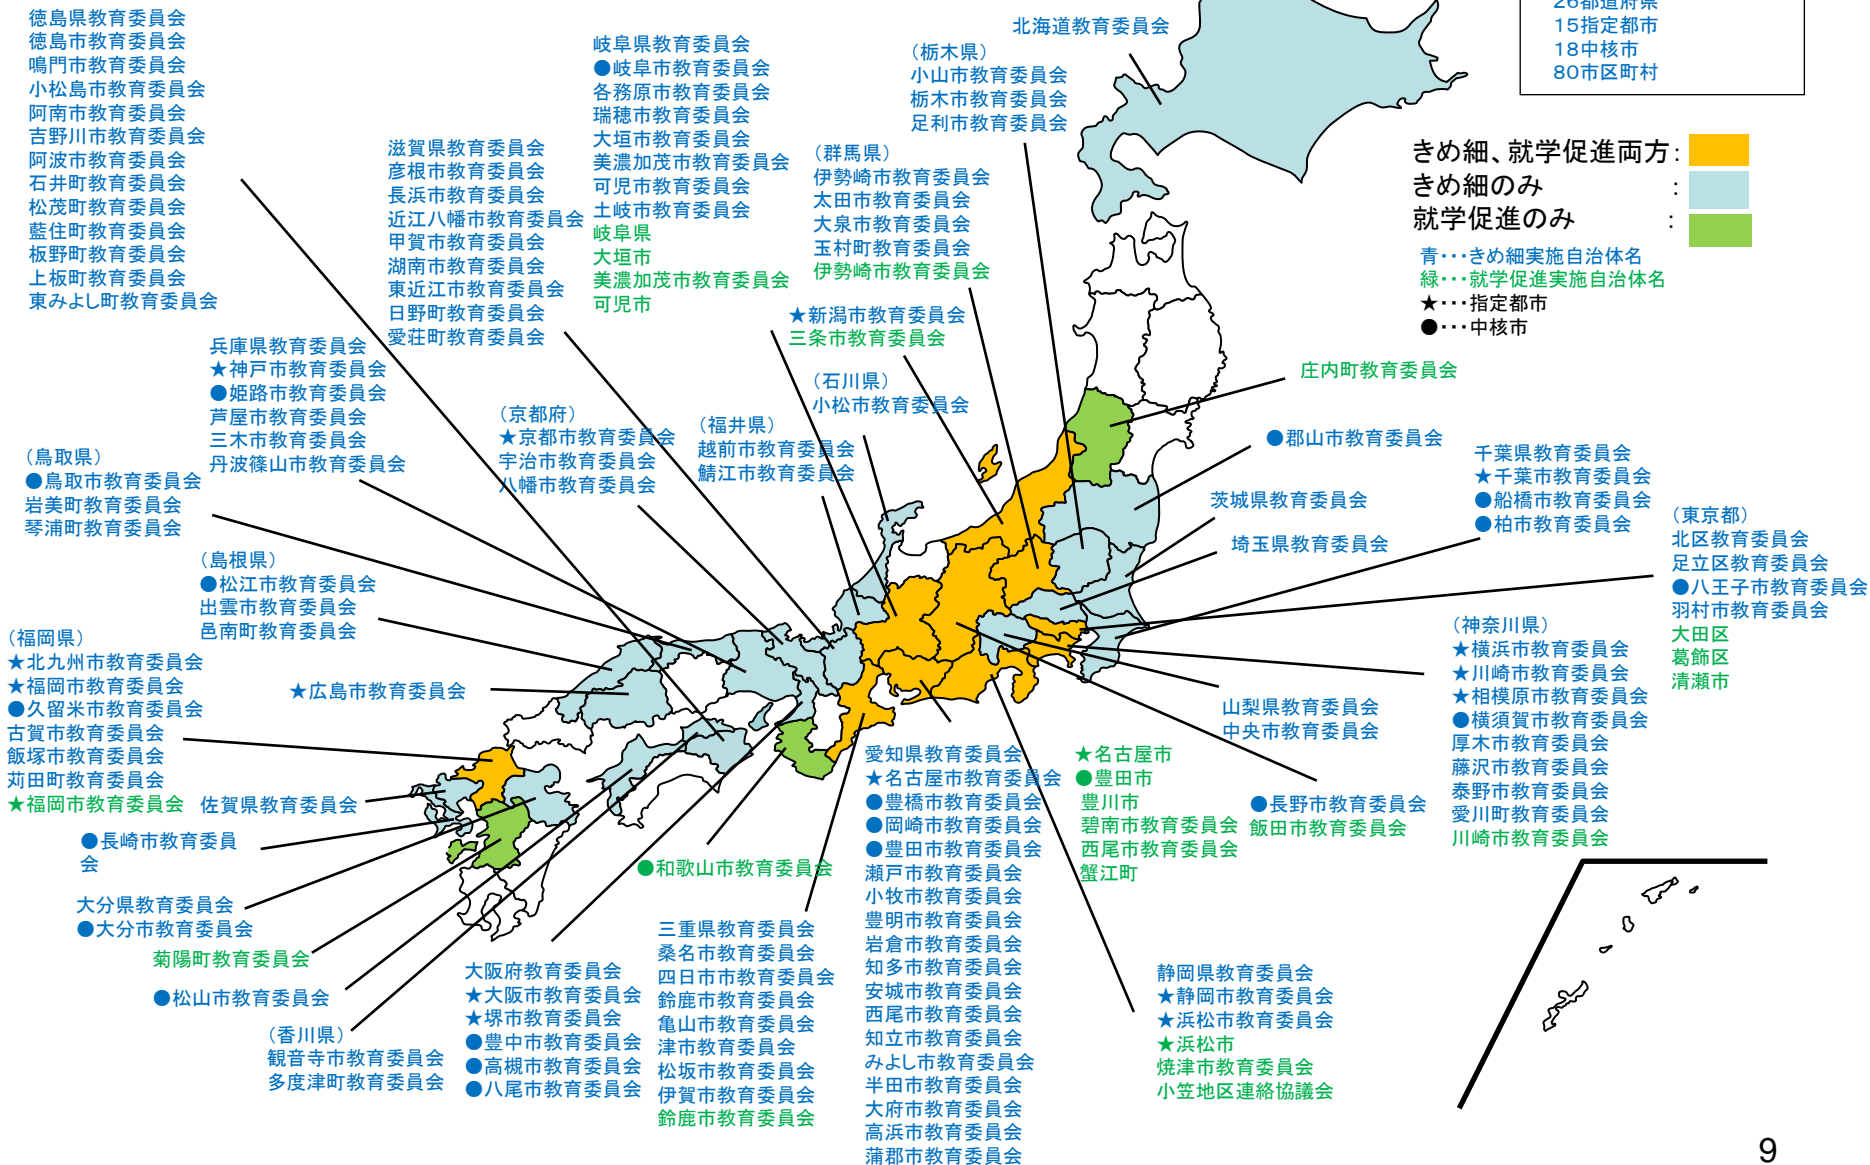 徳島県教育委員会
徳島市教育委員会
鳴門市教育委員会
小松島市教育委員会
阿南市教育委員会
吉野川市教育委員会
阿波市教育委員会
石井町教育委員会
松茂町教育委員会
藍住町教育委員会
板野町教育委員会
上板町教育委員会
東みよし町教育委員会
滋賀県教育委員会
彦根市教育委員会
長浜市教育委員会
近江八幡市教育委員会
甲賀市教育委員会
湖南市教育委員会
東近江市教育委員会
日野町教育委員会
愛荘町教育委員会
岐阜県教育委員会
●岐阜市教育委員会
各務原市教育委員会
瑞穂市教育委員会
大垣市教育委員会
美濃加茂市教育委員会
可児市教育委員会
土岐市教育委員会
岐阜県
大垣市
美濃加茂市教育委員会
可児市
(群馬県)
伊勢崎市教育委員会
太田市教育委員会
大泉町教育委員会
玉村町教育委員会
伊勢崎市教育委員会
(栃木県)
小山市教育委員会
栃木市教育委員会
足利市教育委員会
北海道教育委員会
26都道府県
15指定都市
18中核市
80市区町村
きめ細、就学促進両方:
きめ細のみ :
就学促進のみ :
青・・・きめ細実施自治体名
緑・・・就学促進実施自治体名
★・・・指定都市
●・・・中核市
★新潟市教育委員会
三条市教育委員会
(石川県)
小松市教育委員会
(福井県)
越前市教育委員会
鯖江市教育委員会
(京都府)
★京都市教育委員会
宇治市教育委員会
八幡市教育委員会
兵庫県教育委員会
★神戸市教育委員会
●姫路市教育委員会
芦屋市教育委員会
三木市教育委員会
丹波篠山市教育委員会
(鳥取県)
●鳥取市教育委員会
岩美町教育委員会
琴浦町教育委員会
(島根県)
●松江市教育委員会
出雲市教育委員会
邑南町教育委員会
★広島市教育委員会
(福岡県)
★北九州市教育委員会
★福岡市教育委員会
●久留米市教育委員会
古賀市教育委員会
飯塚市教育委員会
苅田町教育委員会
★福岡市教育委員会
佐賀県教育委員会
●長崎市教育委員
会
大分県教育委員会
●大分市教育委員会
菊陽町教育委員会
●松山市教育委員会
(香川県)
観音寺市教育委員会
多度津町教育委員会
大阪府教育委員会
★大阪市教育委員会
★堺市教育委員会
●豊中市教育委員会
●高槻市教育委員会
●八尾市教育委員会
●和歌山市教育委員会
三重県教育委員会
桑名市教育委員会
四日市市教育委員会
鈴鹿市教育委員会
亀山市教育委員会
津市教育委員会
松坂市教育委員会
伊賀市教育委員会
鈴鹿市教育委員会
愛知県教育委員会
★名古屋市教育委員会
●豊橋市教育委員会
●岡崎市教育委員会
●豊田市教育委員会
瀬戸市教育委員会
小牧市教育委員会
豊明市教育委員会
岩倉市教育委員会
知多市教育委員会
安城市教育委員会
西尾市教育委員会
知立市教育委員会
みよし市教育委員会
半田市教育委員会
大府市教育委員会
高浜市教育委員会
蒲郡市教育委員会
★名古屋市
●豊田市
豊川市
碧南市教育委員会
西尾市教育委員会
蟹江町
静岡県教育委員会
★静岡市教育委員会
★浜松市教育委員会
★浜松市
焼津市教育委員会
小笠地区連絡協議会
●長野市教育委員会
飯田市教育委員会
山梨県教育委員会
中央市教育委員会
(神奈川県)
★横浜市教育委員会
★川崎市教育委員会
★相模原市教育委員会
●横須賀市教育委員会
厚木市教育委員会
藤沢市教育委員会
泰野市教育委員会
愛川町教育委員会
川崎市教育委員会
(東京都)
北区教育委員会
足立区教育委員会
●八王子市教育委員会
羽村市教育委員会
大田区
葛飾区
清瀬市
千葉県教育委員会
★千葉市教育委員会
●船橋市教育委員会
●柏市教育委員会
埼玉県教育委員会
茨城県教育委員会
●郡山市教育委員会
庄内町教育委員会
9